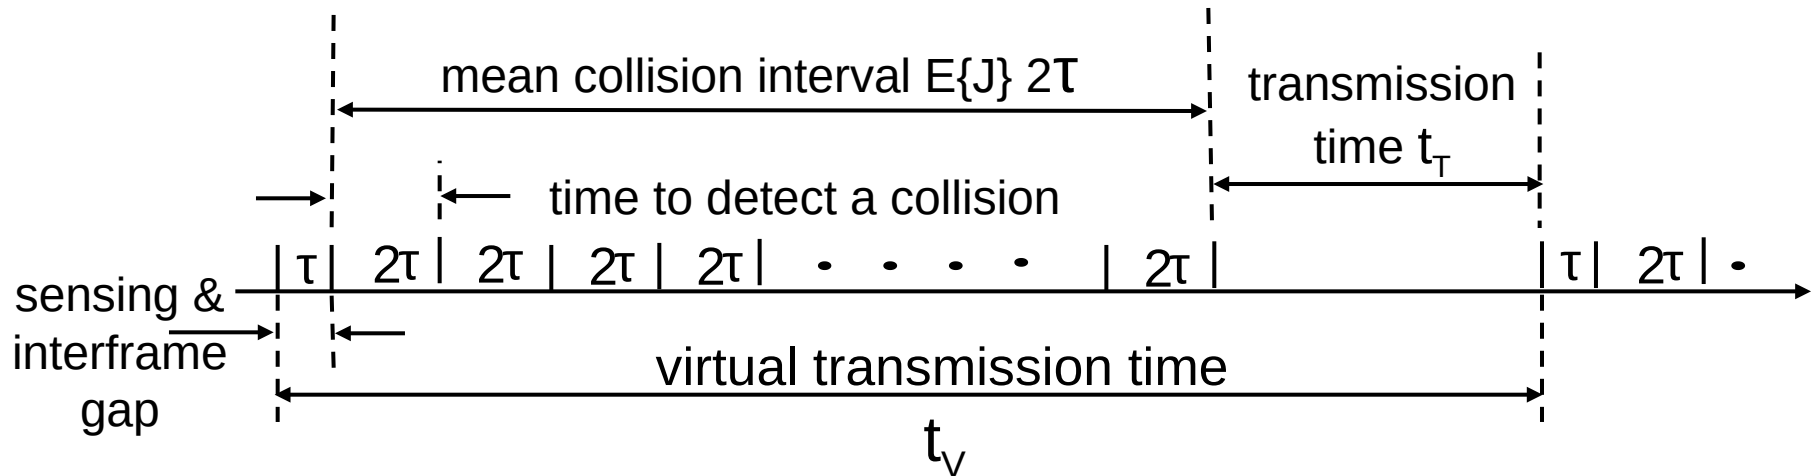 mean collision interval E{J} 2τ
transmission
time t_T
time to detect a collision
τ 2τ 2τ 2τ 2τ • • • • 2τ τ 2τ •
sensing &
interframe
gap
virtual transmission time
t_V